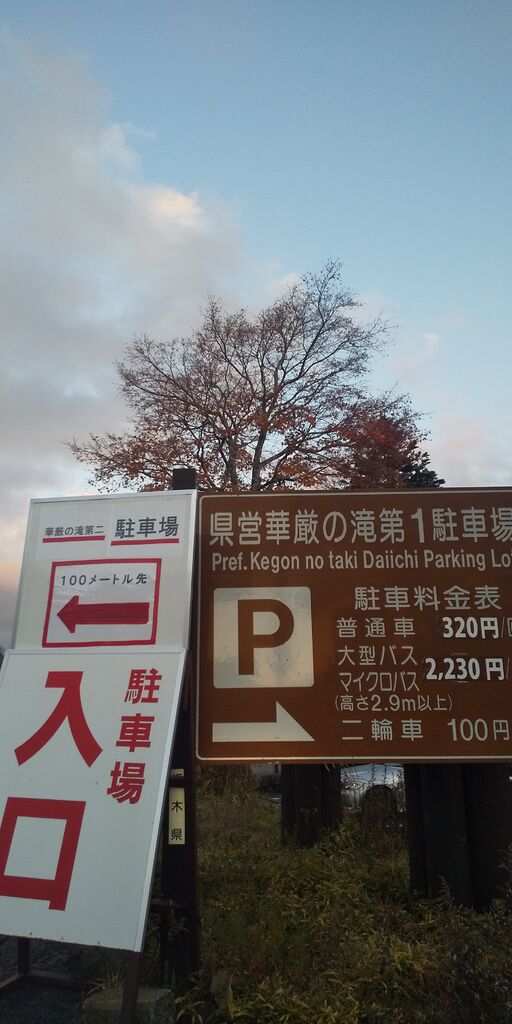 華厳の滝第二 駐車場
100メートル先
駐車場
入口
県営華厳の滝第1駐車場
Pref.Kegon no taki Daiichi Parking Lo
P
駐車料金表
普通車 320円/
大型バス
マイクロバス 2,230円/
(高さ2.9m以上)
二輪車 100円
木県